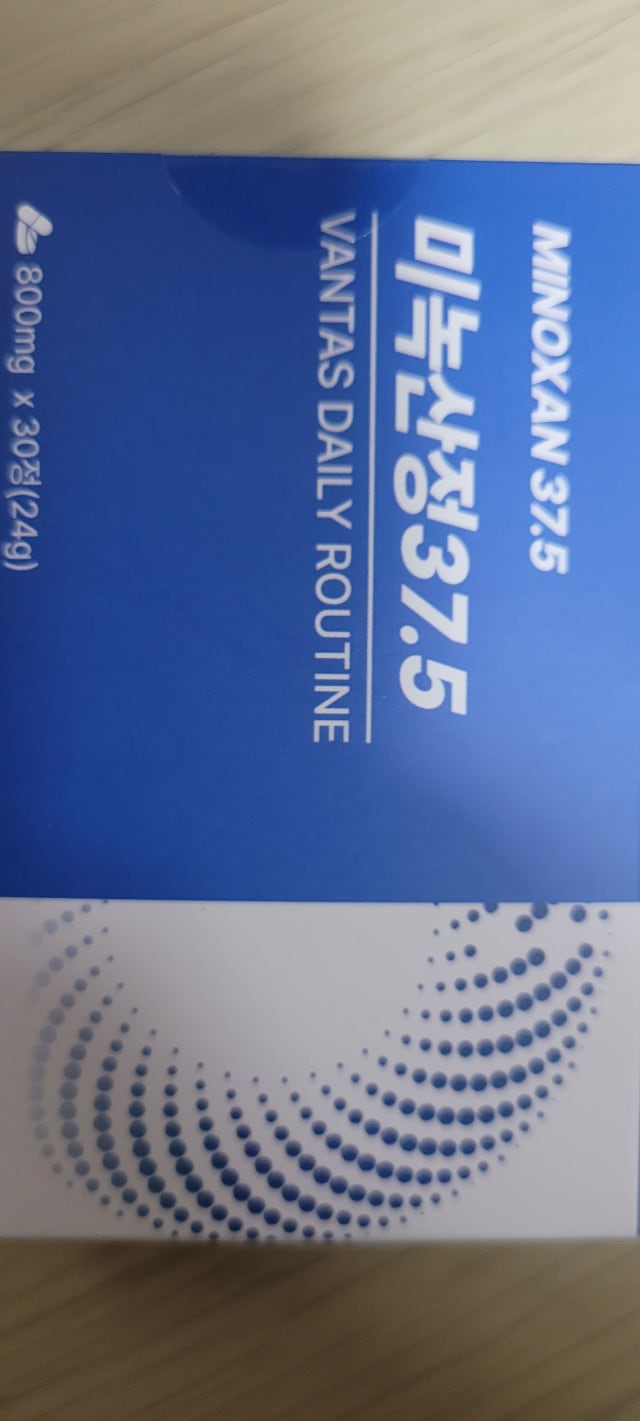 MINOXAN 37.5
미녹산정37.5
VANTAS DAILY ROUTINE
800mg x 30정(24g)